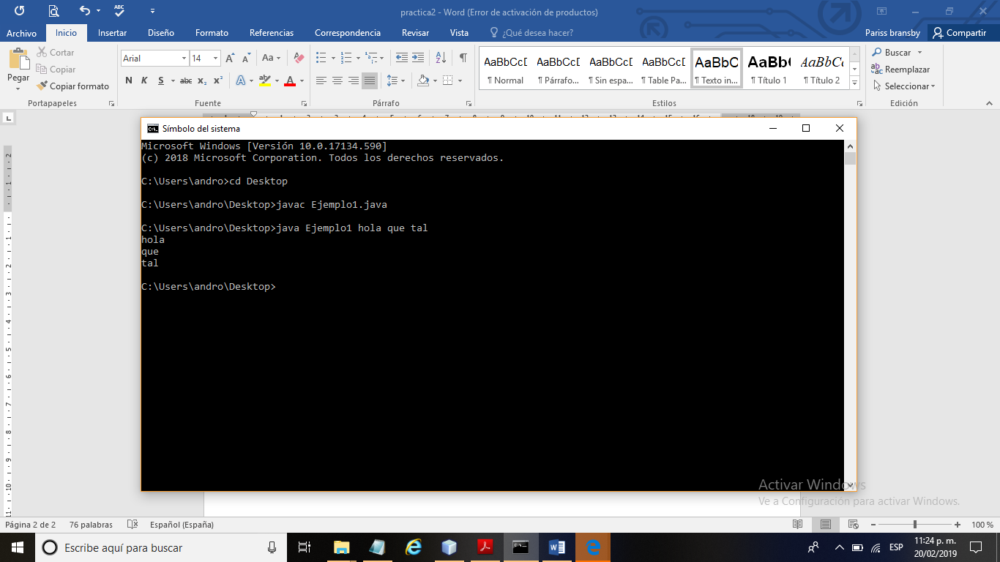 practica2 - Word (Error de activación de productos)
Archivo Inicio Insertar Diseño Formato Referencias Correspondencia Revisar Vista ¿Qué desea hacer? Pariss bransby Compartir
Pegar
Cortar
Copiar
Copiar formato
Portapapeles
Arial 14
A A Aa
N K S abc x₂ x² A ab A
Fuente
Párrafo
AaBbCcD AaBbCcD AaBbCcD AaBbCcD AaBbC AaBb( AaBbCc
¶ Normal ¶ Párrafo... ¶ Sin espa... ¶ Table Pa... ¶ Texto in... ¶ Título 1 ¶ Título 2
Estilos
Buscar
Reemplazar
Seleccionar
Edición
Símbolo del sistema
Microsoft Windows [Versión 10.0.17134.590]
(c) 2018 Microsoft Corporation. Todos los derechos reservados.
C:\Users\andro>cd Desktop
C:\Users\andro\Desktop>javac Ejemplo1.java
C:\Users\andro\Desktop>java Ejemplo1 hola que tal
hola
que
tal
C:\Users\andro\Desktop>
Activar Windows
Ve a Configuración para activar Windows.
Página 2 de 2 76 palabras Español (España) 100 %
Escribe aquí para buscar
ESP
11:24 p. m.
20/02/2019